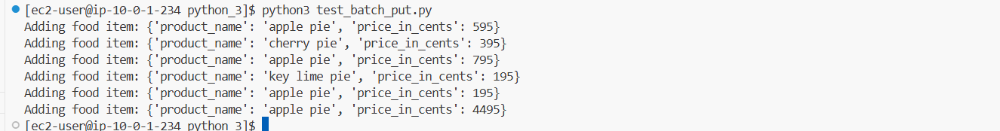 [ec2-user@ip-10-0-1-234 python_3]$ python3 test_batch_put.py
Adding food item: {'product_name': 'apple pie', 'price_in_cents': 595}
Adding food item: {'product_name': 'cherry pie', 'price_in_cents': 395}
Adding food item: {'product_name': 'apple pie', 'price_in_cents': 795}
Adding food item: {'product_name': 'key lime pie', 'price_in_cents': 195}
Adding food item: {'product_name': 'apple pie', 'price_in_cents': 195}
Adding food item: {'product_name': 'apple pie', 'price_in_cents': 4495}
[ec2-user@ip-10-0-1-234 python_3]$